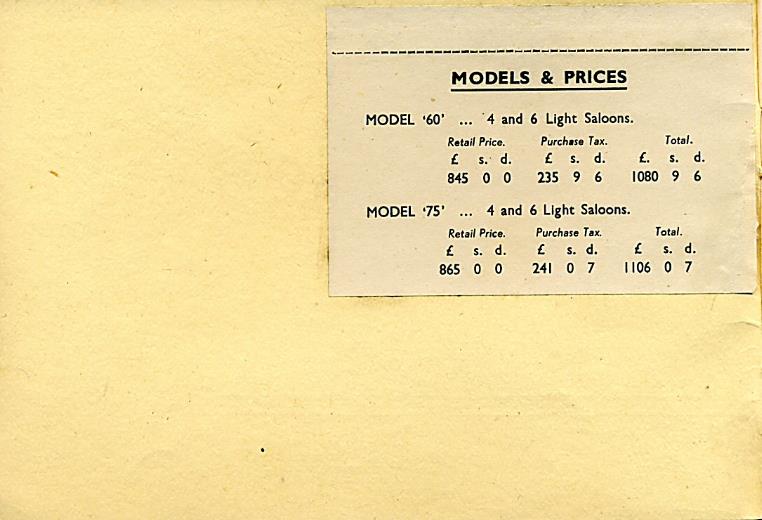 MODELS & PRICES
MODEL ‘60’ ... 4 and 6 Light Saloons.
Retail Price. Purchase Tax. Total.
£ s. d. £ s. d. £. s. d.
845 0 0 235 9 6 1080 9 6
MODEL ‘75’ ... 4 and 6 Light Saloons.
Retail Price. Purchase Tax. Total.
£ s. d. £ s. d. £ s. d.
865 0 0 241 0 7 1106 0 7